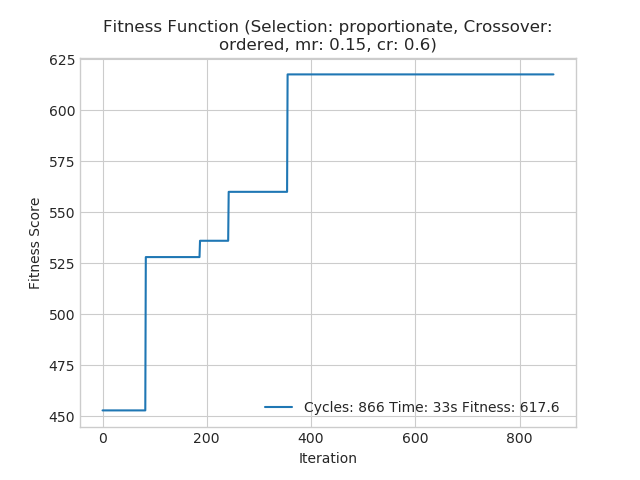 Fitness Function (Selection: proportionate, Crossover:
ordered, mr: 0.15, cr: 0.6)
625
600
575
550
525
500
475
450
Fitness Score
Cycles: 866 Time: 33s Fitness: 617.6
0 200 400 600 800
Iteration